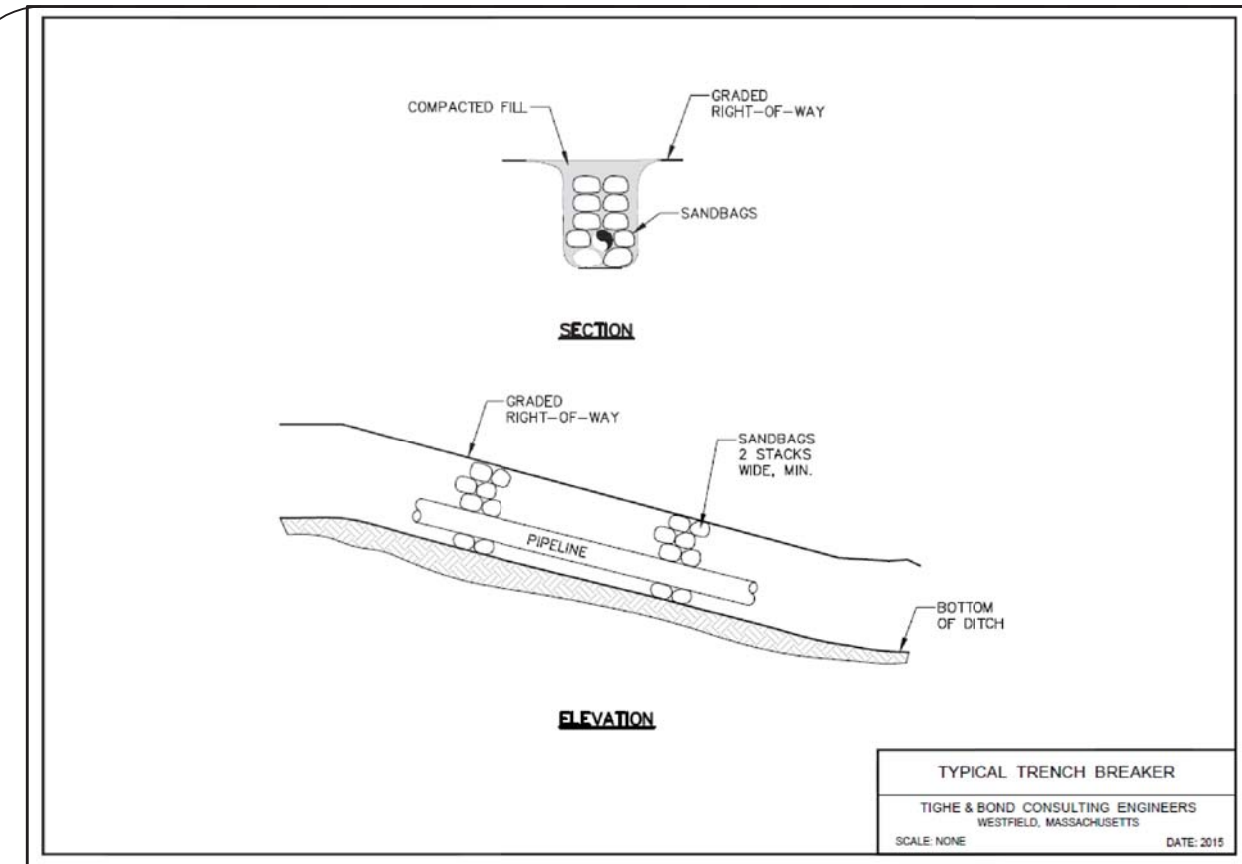 COMPACTED FILL
GRADED
RIGHT-OF-WAY
SANDBAGS
SECTION
GRADED
RIGHT-OF-WAY
SANDBAGS
2 STACKS
WIDE, MIN.
PIPELINE
BOTTOM
OF DITCH
ELEVATION
TYPICAL TRENCH BREAKER
TIGHE & BOND CONSULTING ENGINEERS
WESTFIELD, MASSACHUSETTS
SCALE: NONE DATE: 2015